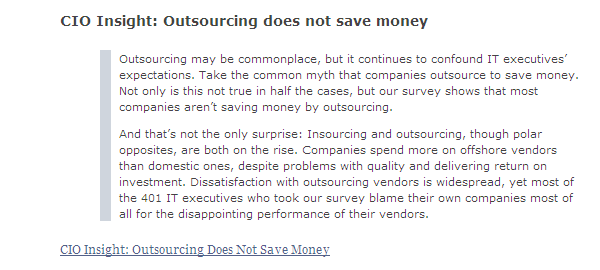 CIO Insight: Outsourcing does not save money
Outsourcing may be commonplace, but it continues to confound IT executives’
expectations. Take the common myth that companies outsource to save money.
Not only is this not true in half the cases, but our survey shows that most
companies aren’t saving money by outsourcing.
And that’s not the only surprise: Insourcing and outsourcing, though polar
opposites, are both on the rise. Companies spend more on offshore vendors
than domestic ones, despite problems with quality and delivering return on
investment. Dissatisfaction with outsourcing vendors is widespread, yet most of
the 401 IT executives who took our survey blame their own companies most of
all for the disappointing performance of their vendors.
CIO Insight: Outsourcing Does Not Save Money